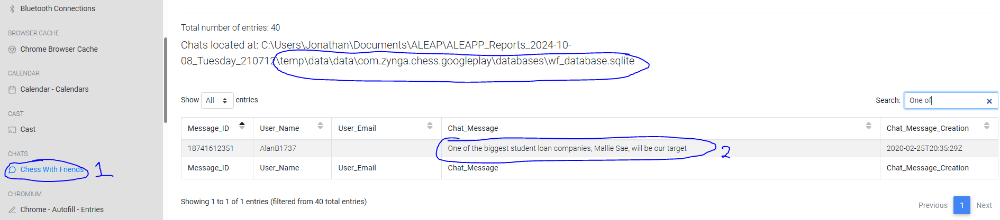 Bluetooth Connections
BROWSER CACHE
Chrome Browser Cache
CALENDAR
Calendar - Calendars
CAST
Cast
CHATS
Chess With Friends 1
CHROMIUM
Chrome - Autofill - Entries
Total number of entries: 40
Chats located at: C:\Users\Jonathan\Documents\ALEAP\ALEAPP_Reports_2024-10-
08_Tuesday_210712\temp\data\data\com.zynga.chess.googleplay\databases\wf_database.sqlite
Show All entries Search: One of
Message_ID User_Name User_Email Chat_Message Chat_Message_Creation
18741612351 AlanB1737 One of the biggest student loan companies, Mallie Sae, will be our target 2 2020-02-25T20:35:29Z
Message_ID User_Name User_Email Chat_Message Chat_Message_Creation
Showing 1 to 1 of 1 entries (filtered from 40 total entries)
Previous 1 Next